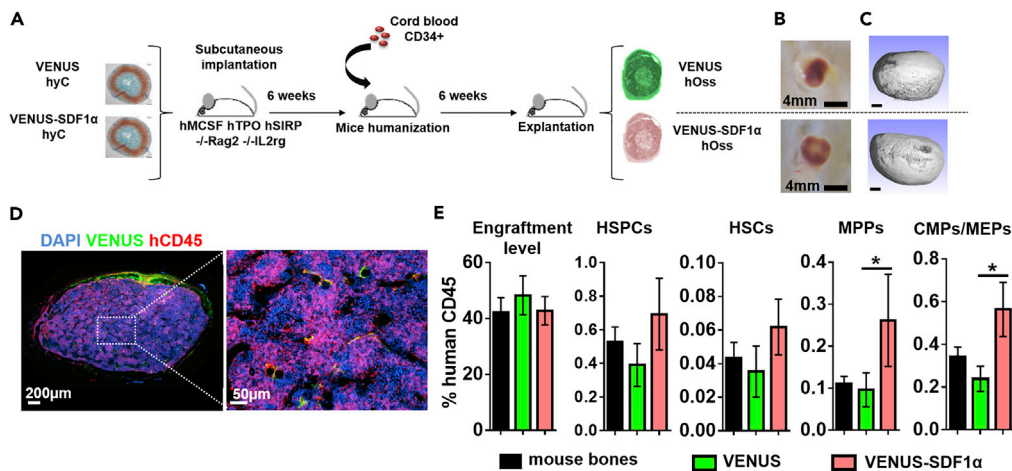 A
VENUS
hyC
VENUS-SDF1α
hyC
Subcutaneous
implantation
6 weeks
hMCSF hTPO hSIRP
-/-Rag2 -/-IL2rg
Cord blood
CD34+
Mice humanization
6 weeks
Explantation
VENUS
hOss
VENUS-SDF1α
hOss
B
4mm
4mm
C
D
DAPI VENUS hCD45
200µm
50µm
E
% human CD45
Engraftment
level
60
40
20
0
HSPCs
1.0
0.8
0.6
0.4
0.2
0.0
HSCs
0.10
0.08
0.06
0.04
0.02
0.00
MPPs
*
0.4
0.3
0.2
0.1
0.0
CMPs/MEPs
*
0.8
0.6
0.4
0.2
0.0
mouse bones
VENUS
VENUS-SDF1α